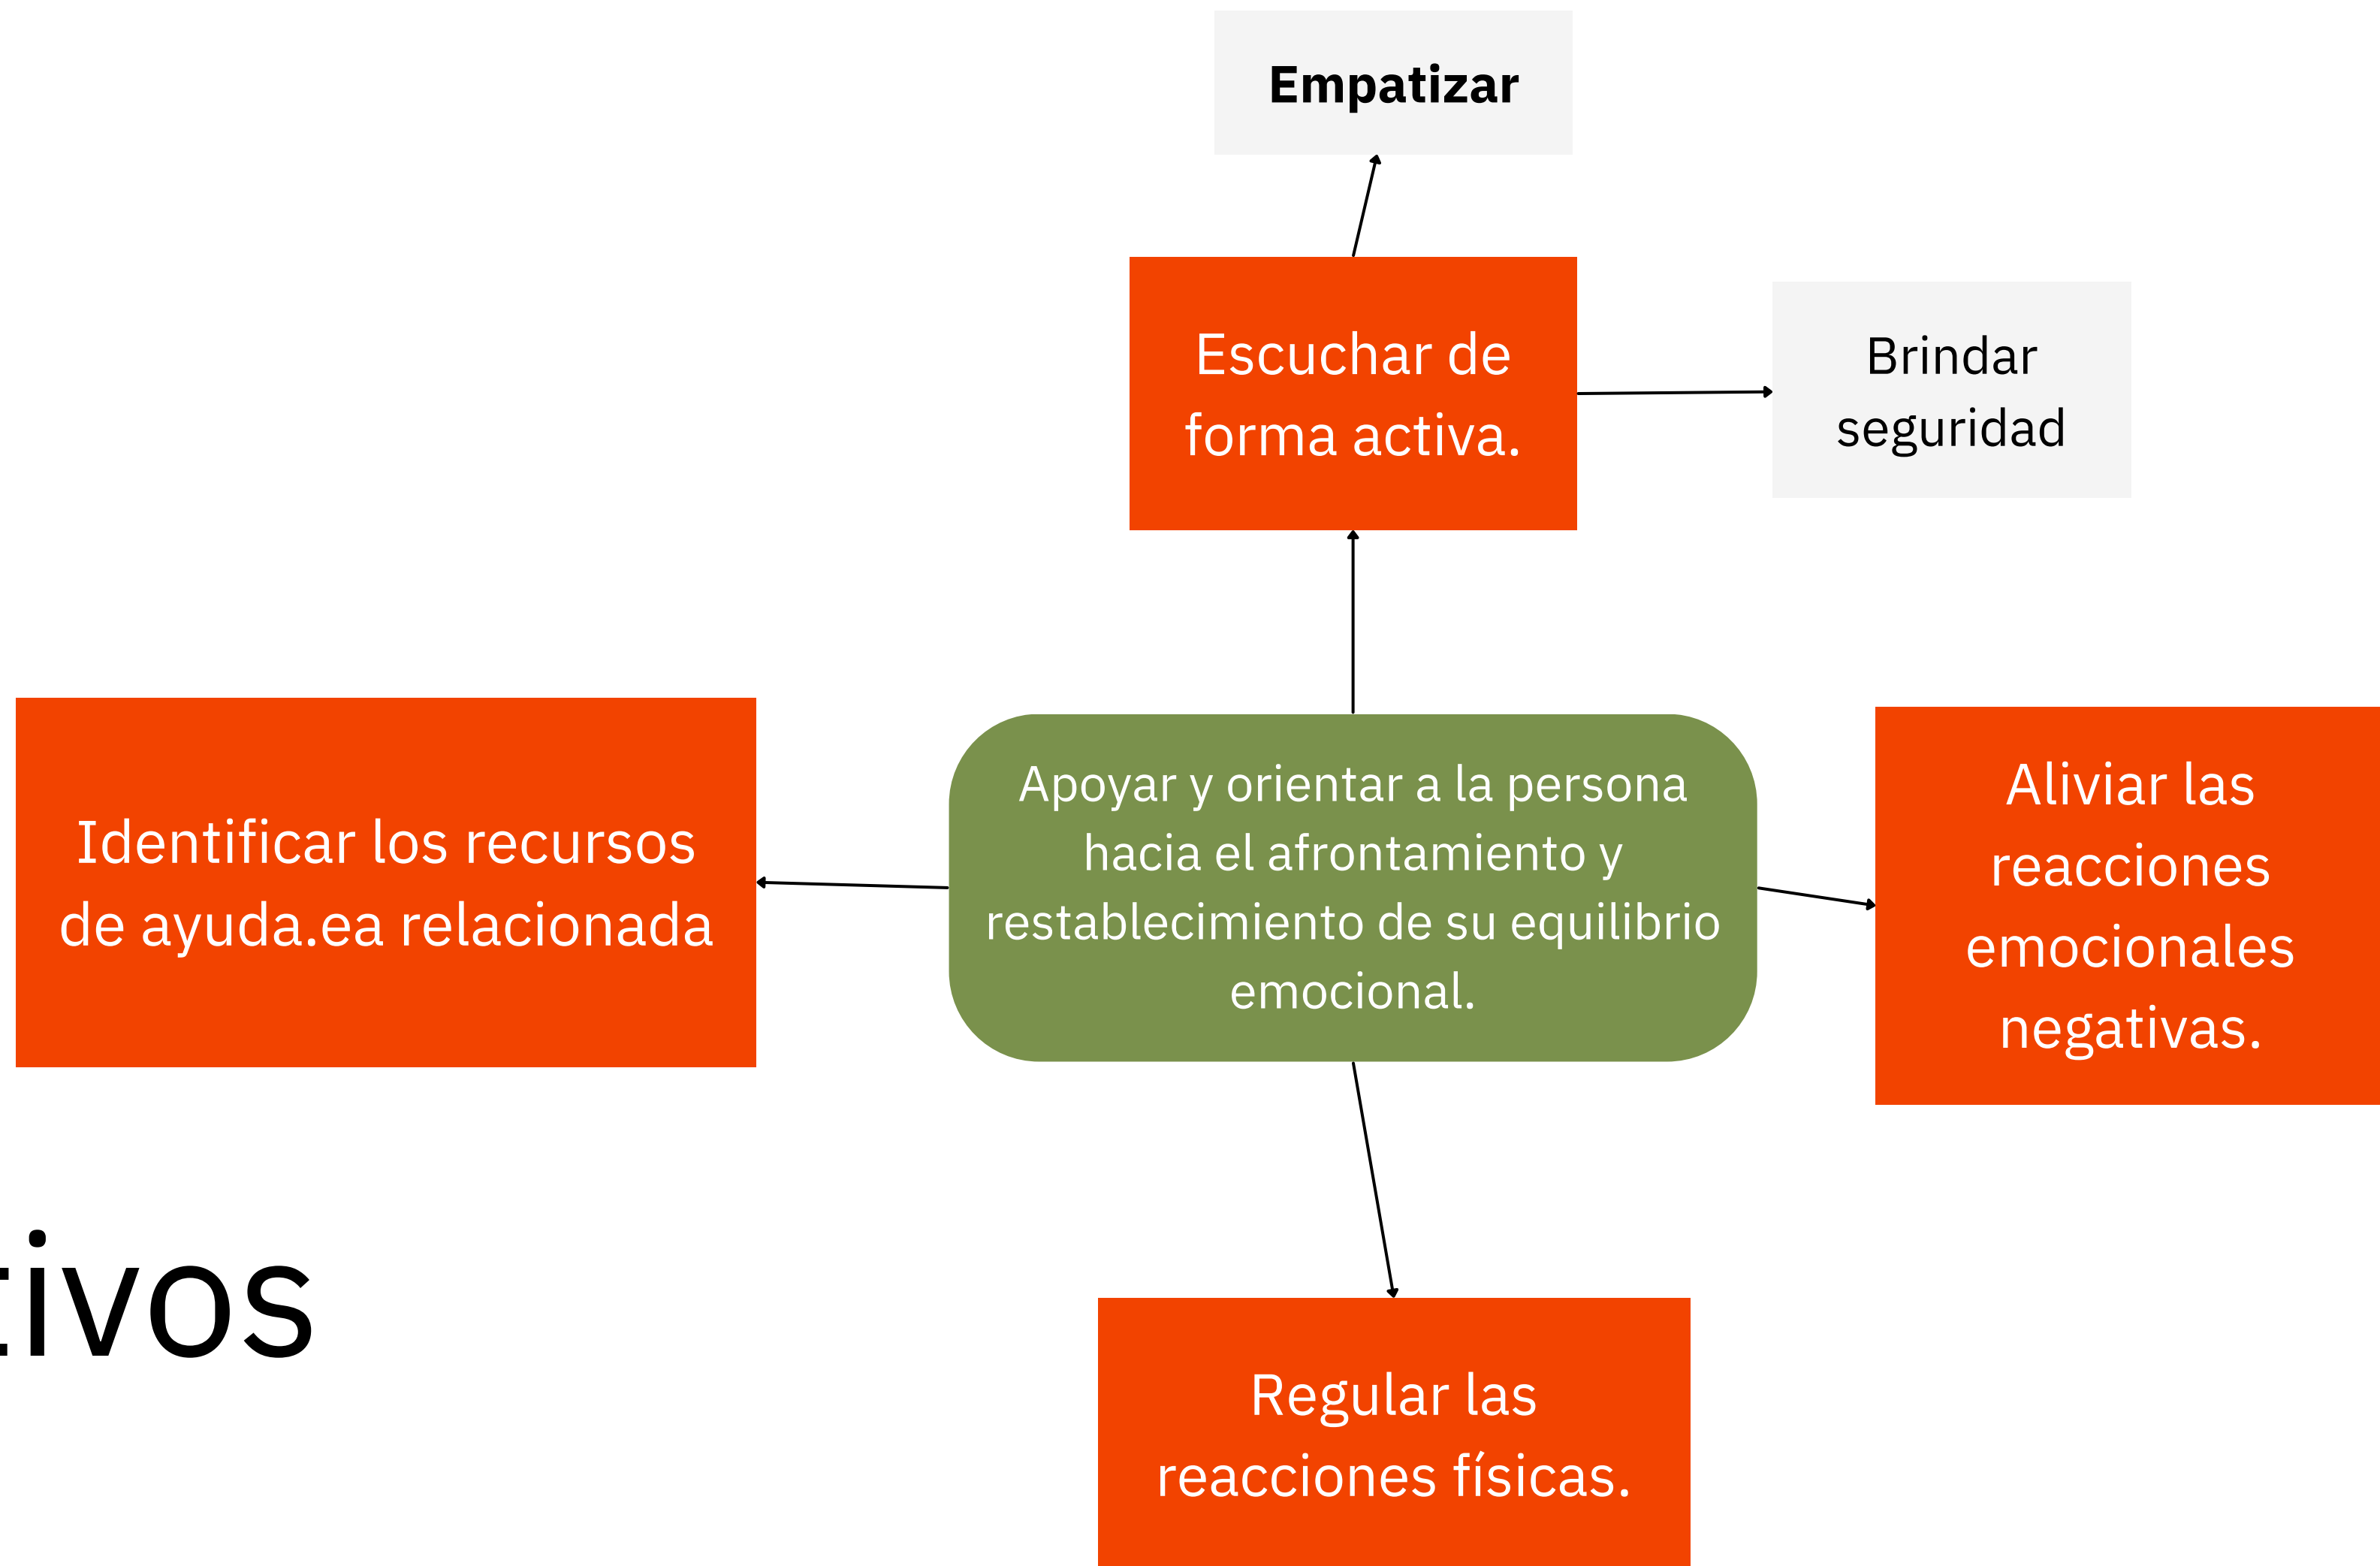 Empatizar
Escuchar de
forma activa.
Brindar
seguridad
Identificar los recursos
de ayuda.ea relacionada
Apoyar y orientar a la persona
hacia el afrontamiento y
restablecimiento de su equilibrio
emocional.
Aliviar las
reacciones
emocionales
negativas.
tivos
Regular las
reacciones físicas.